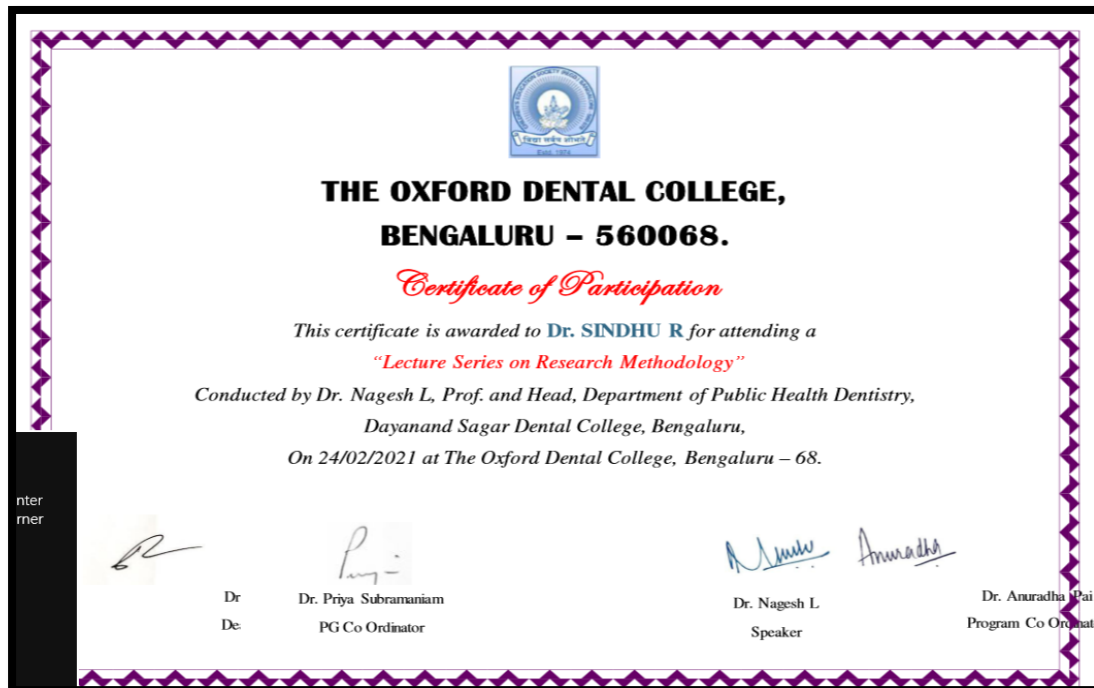 विद्या सर्वत्र शोभते
THE OXFORD DENTAL COLLEGE,
BENGALURU – 560068.
Certificate of Participation
This certificate is awarded to Dr. SINDHU R for attending a
“Lecture Series on Research Methodology”
Conducted by Dr. Nagesh L, Prof. and Head, Department of Public Health Dentistry,
Dayanand Sagar Dental College, Bengaluru,
On 24/02/2021 at The Oxford Dental College, Bengaluru – 68.
nter
rner
Anuradha
Dr
Dr. Priya Subramaniam
Dr. Nagesh L
Dr. Anuradha Pai
De
PG Co Ordinator
Speaker
Program Co Ordinat